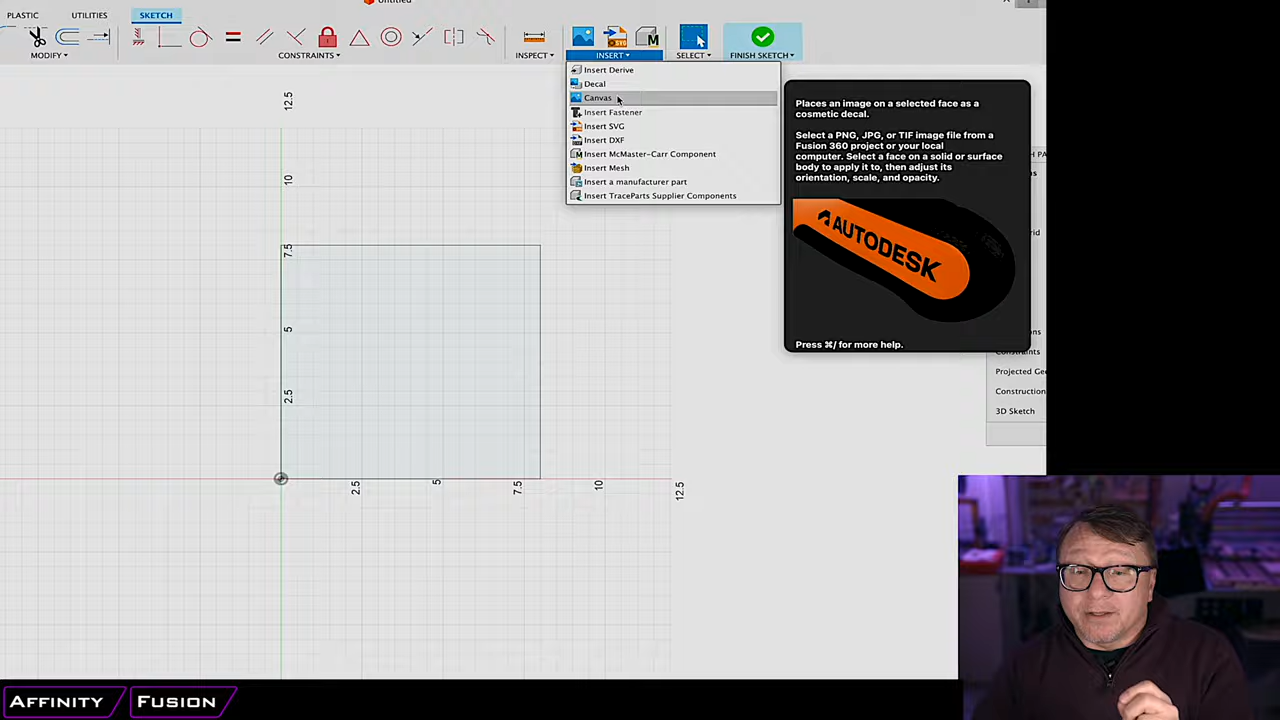 Untitled
PLASTIC UTILITIES SKETCH
MODIFY CONSTRAINTS INSPECT INSERT SELECT FINISH SKETCH
SVG
M
Insert Derive
Decal
Canvas
Insert Fastener
Insert SVG
Insert DXF
Insert McMaster-Carr Component
Insert Mesh
Insert a manufacturer part
Insert TraceParts Supplier Components
Places an image on a selected face as a
cosmetic decal.
Select a PNG, JPG, or TIF image file from a
Fusion 360 project or your local
computer. Select a face on a solid or surface
body to apply it to, then adjust its
orientation, scale, and opacity.
AUTODESK
Press ⌘/ for more help.
Constraints
Projected Ge
Construction
3D Sketch
12.5
10
7.5
5
2.5
2.5 5 7.5 10 12.5
AFFINITY FUSION